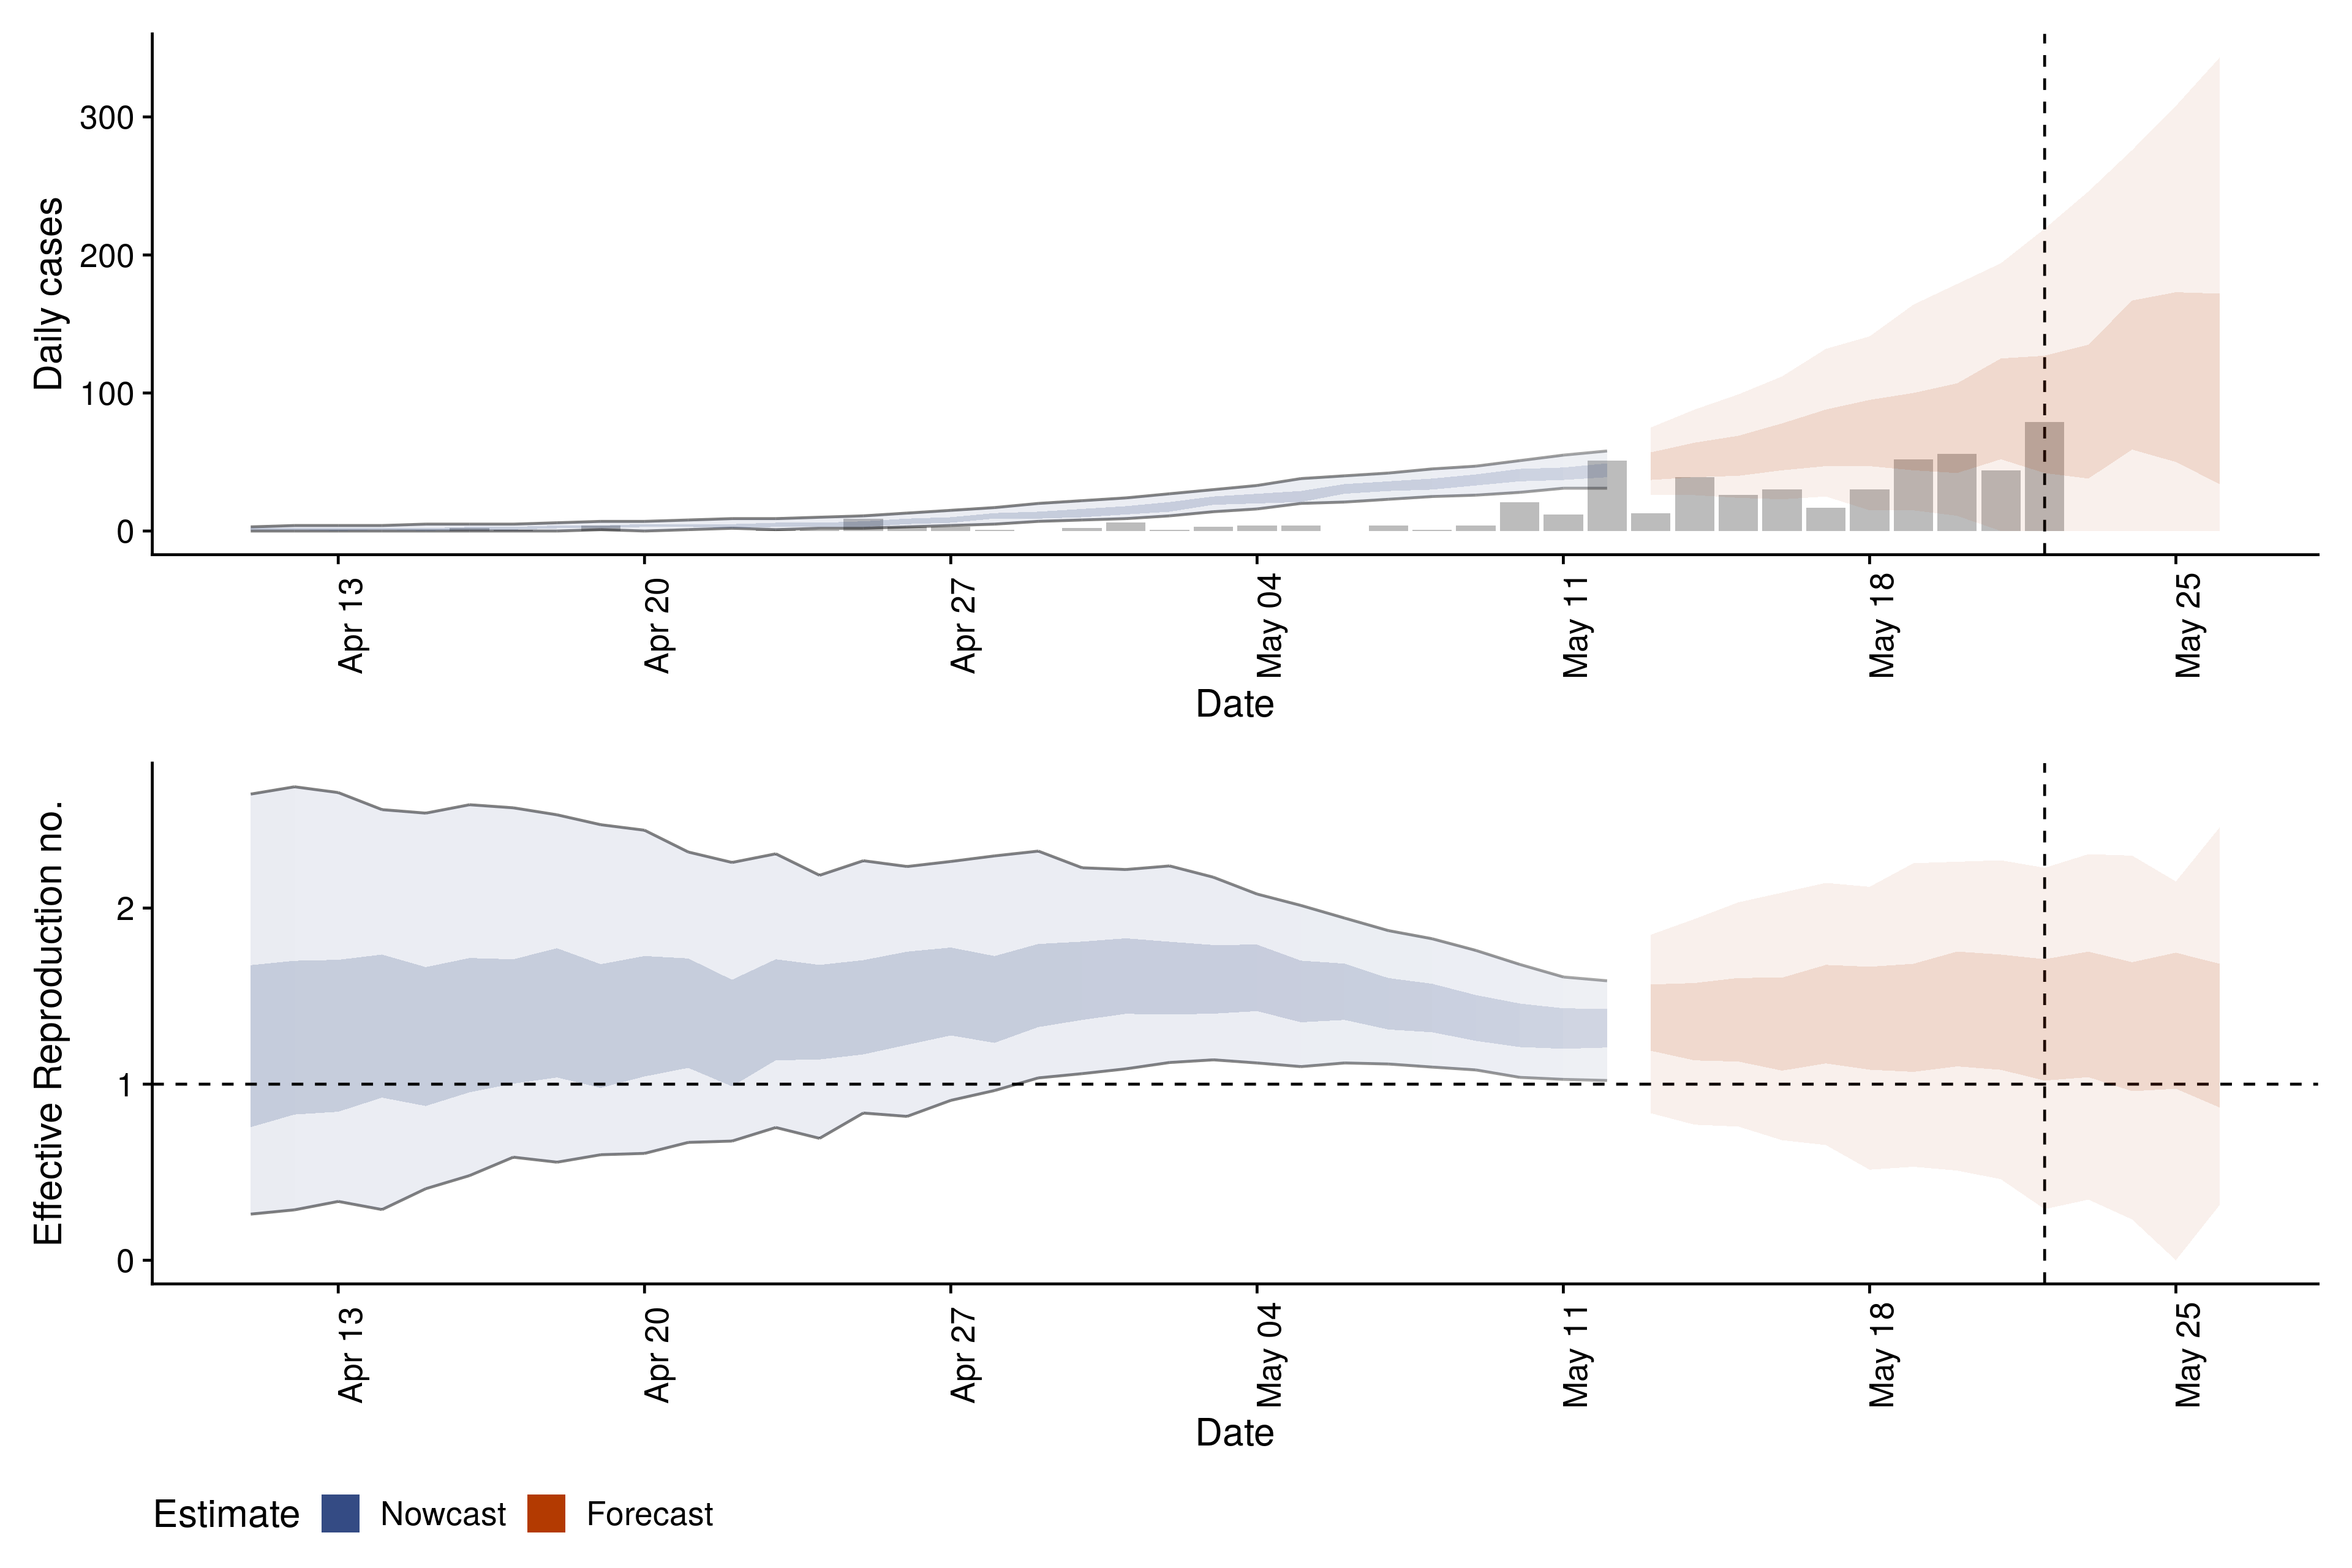 Daily cases
300
200
100
0
Apr 13
Apr 20
Apr 27
May 04
May 11
May 18
May 25
Date
Effective Reproduction no.
2
1
0
Apr 13
Apr 20
Apr 27
May 04
May 11
May 18
May 25
Date
Estimate Nowcast Forecast